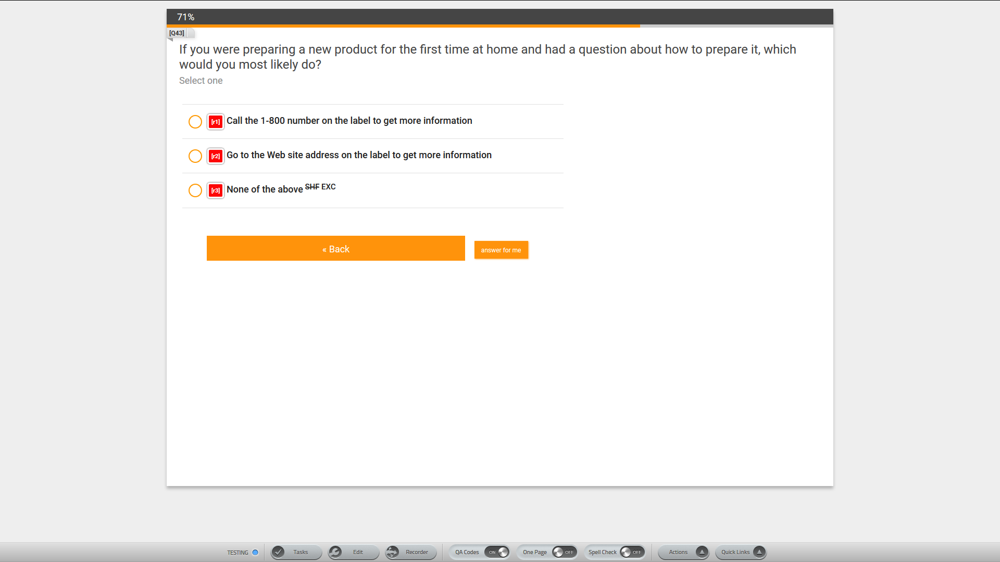 71%
[Q43]
If you were preparing a new product for the first time at home and had a question about how to prepare it, which
would you most likely do?
Select one
[r1] Call the 1-800 number on the label to get more information
[r2] Go to the Web site address on the label to get more information
[r3] None of the above SHF EXC
« Back
answer for me
TESTING Tasks Edit Recorder QA Codes ON One Page OFF Spell Check OFF Actions Quick Links